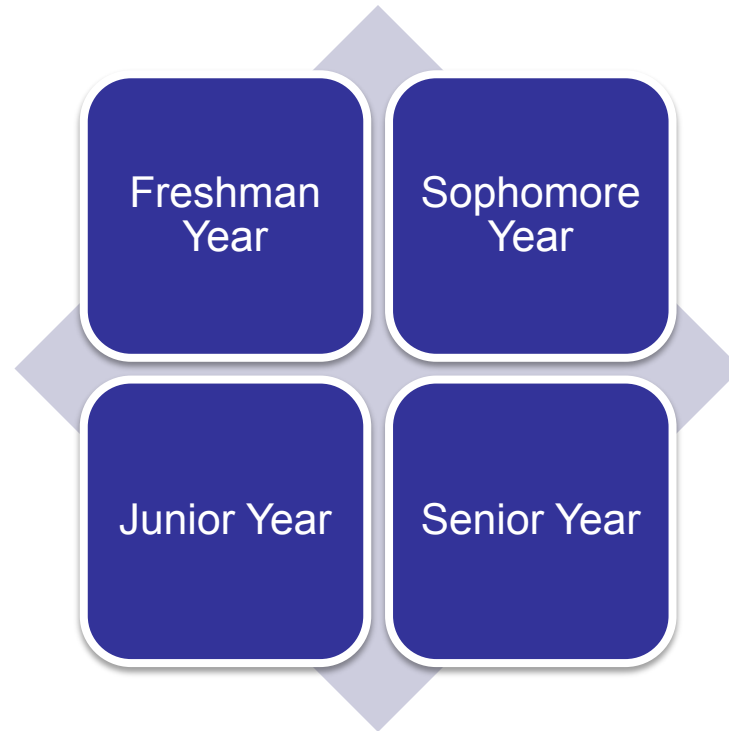 Freshman
Year
Sophomore
Year
Junior Year
Senior Year